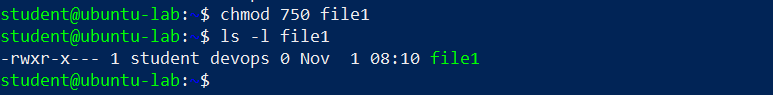 student@ubuntu-lab: $ chmod 750 file1
student@ubuntu-lab: $ ls -l file1
-rwxr-x--- 1 student devops 0 Nov  1 08:10 file1
student@ubuntu-lab: $